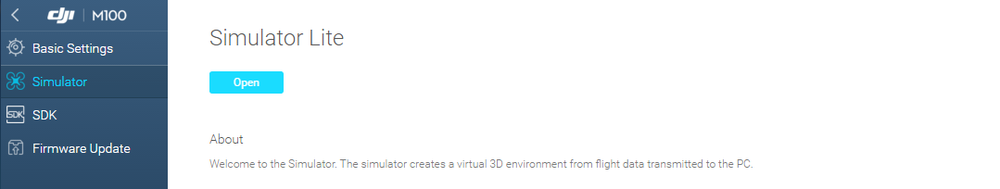 dji M100
Simulator Lite
Basic Settings
Simulator
Open
SDK
SDK
About
Firmware Update
Welcome to the Simulator. The simulator creates a virtual 3D environment from flight data transmitted to the PC.